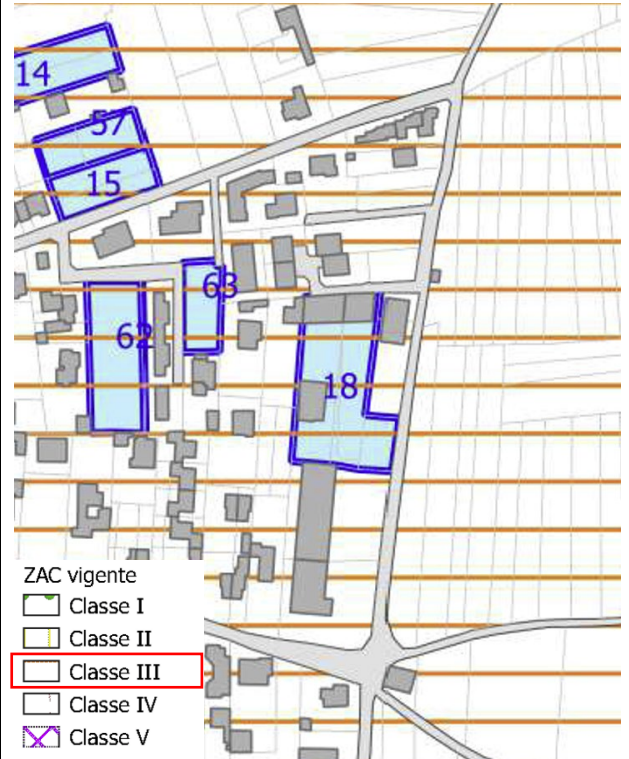 14
57
15
63
62
18
ZAC vigente
Classe I
Classe II
Classe III
Classe IV
Classe V